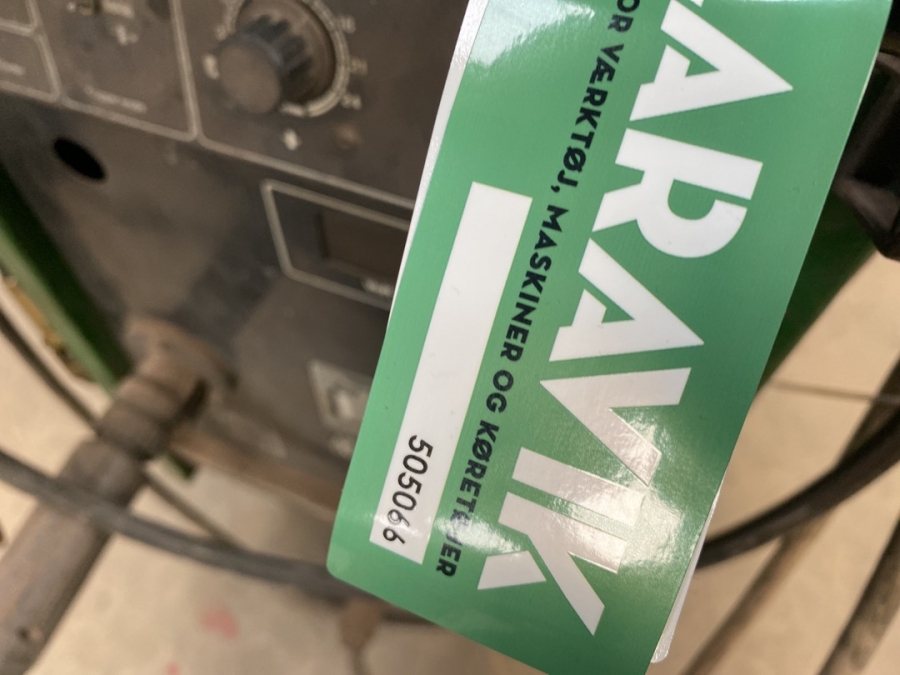 ARAVIK
OR VÆRKTØJ, MASKINER OG KØRETØJER
505066